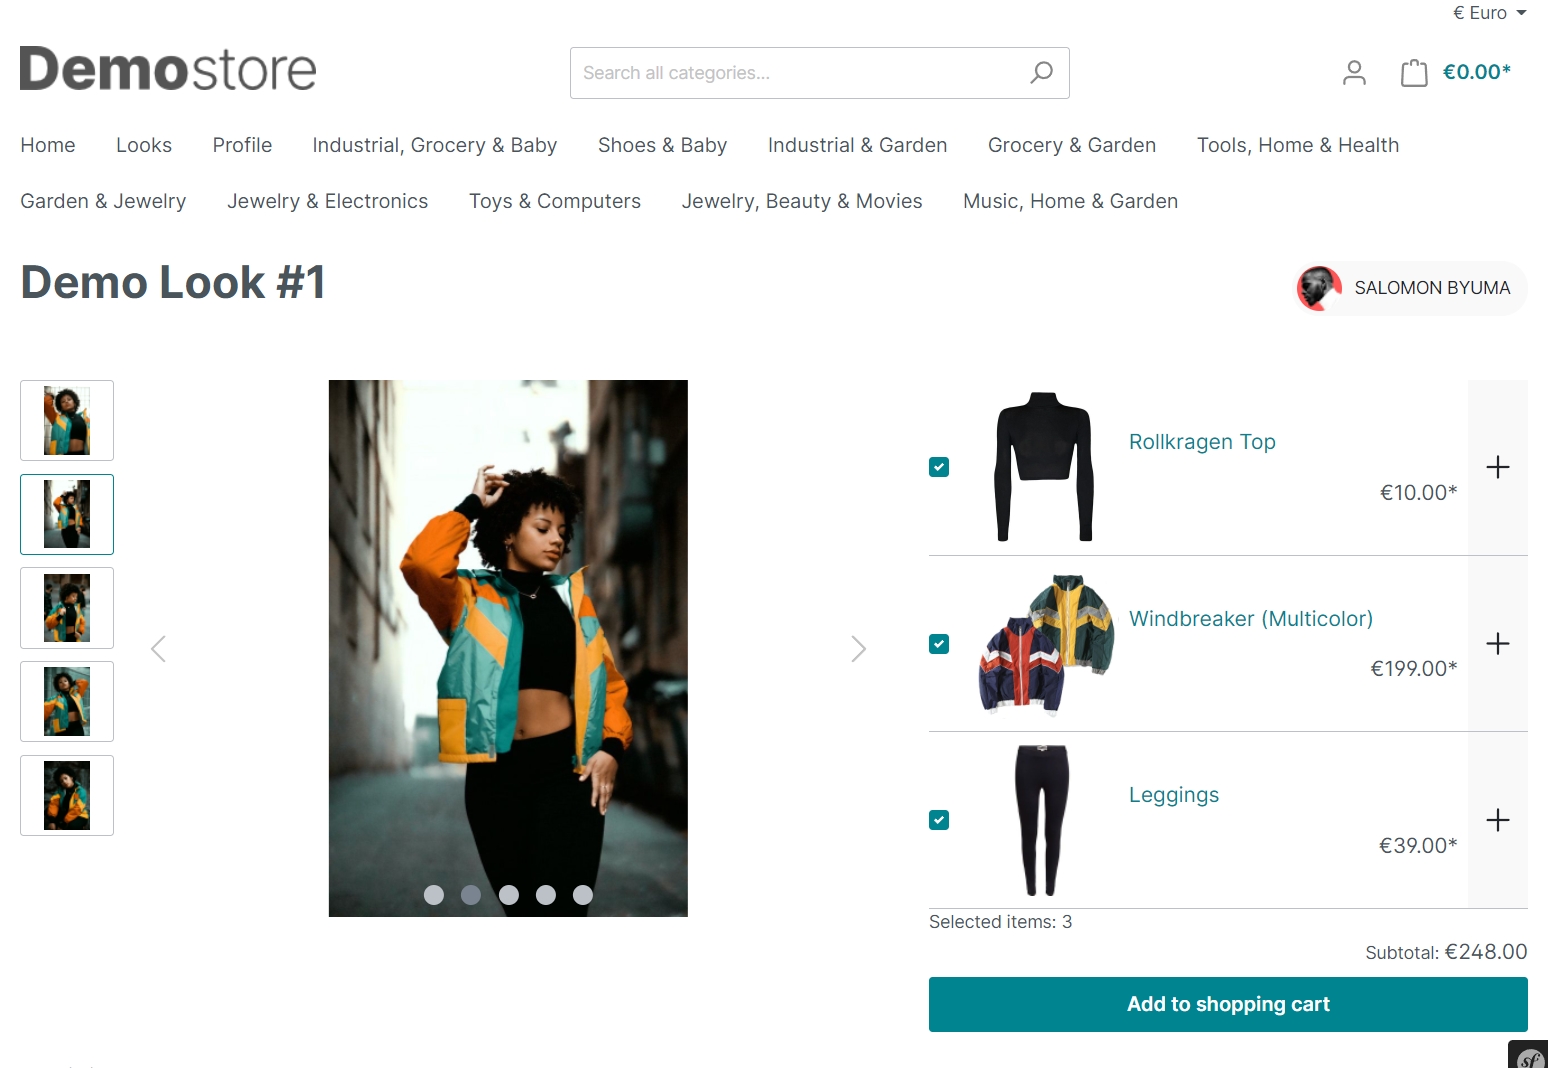 € Euro
Demostore
Search all categories...
€0.00*
Home Looks Profile Industrial, Grocery & Baby Shoes & Baby Industrial & Garden Grocery & Garden Tools, Home & Health
Garden & Jewelry Jewelry & Electronics Toys & Computers Jewelry, Beauty & Movies Music, Home & Garden
Demo Look #1
SALOMON BYUMA
Rollkragen Top
€10.00*
Windbreaker (Multicolor)
€199.00*
Leggings
€39.00*
Selected items: 3
Subtotal: €248.00
Add to shopping cart
sf